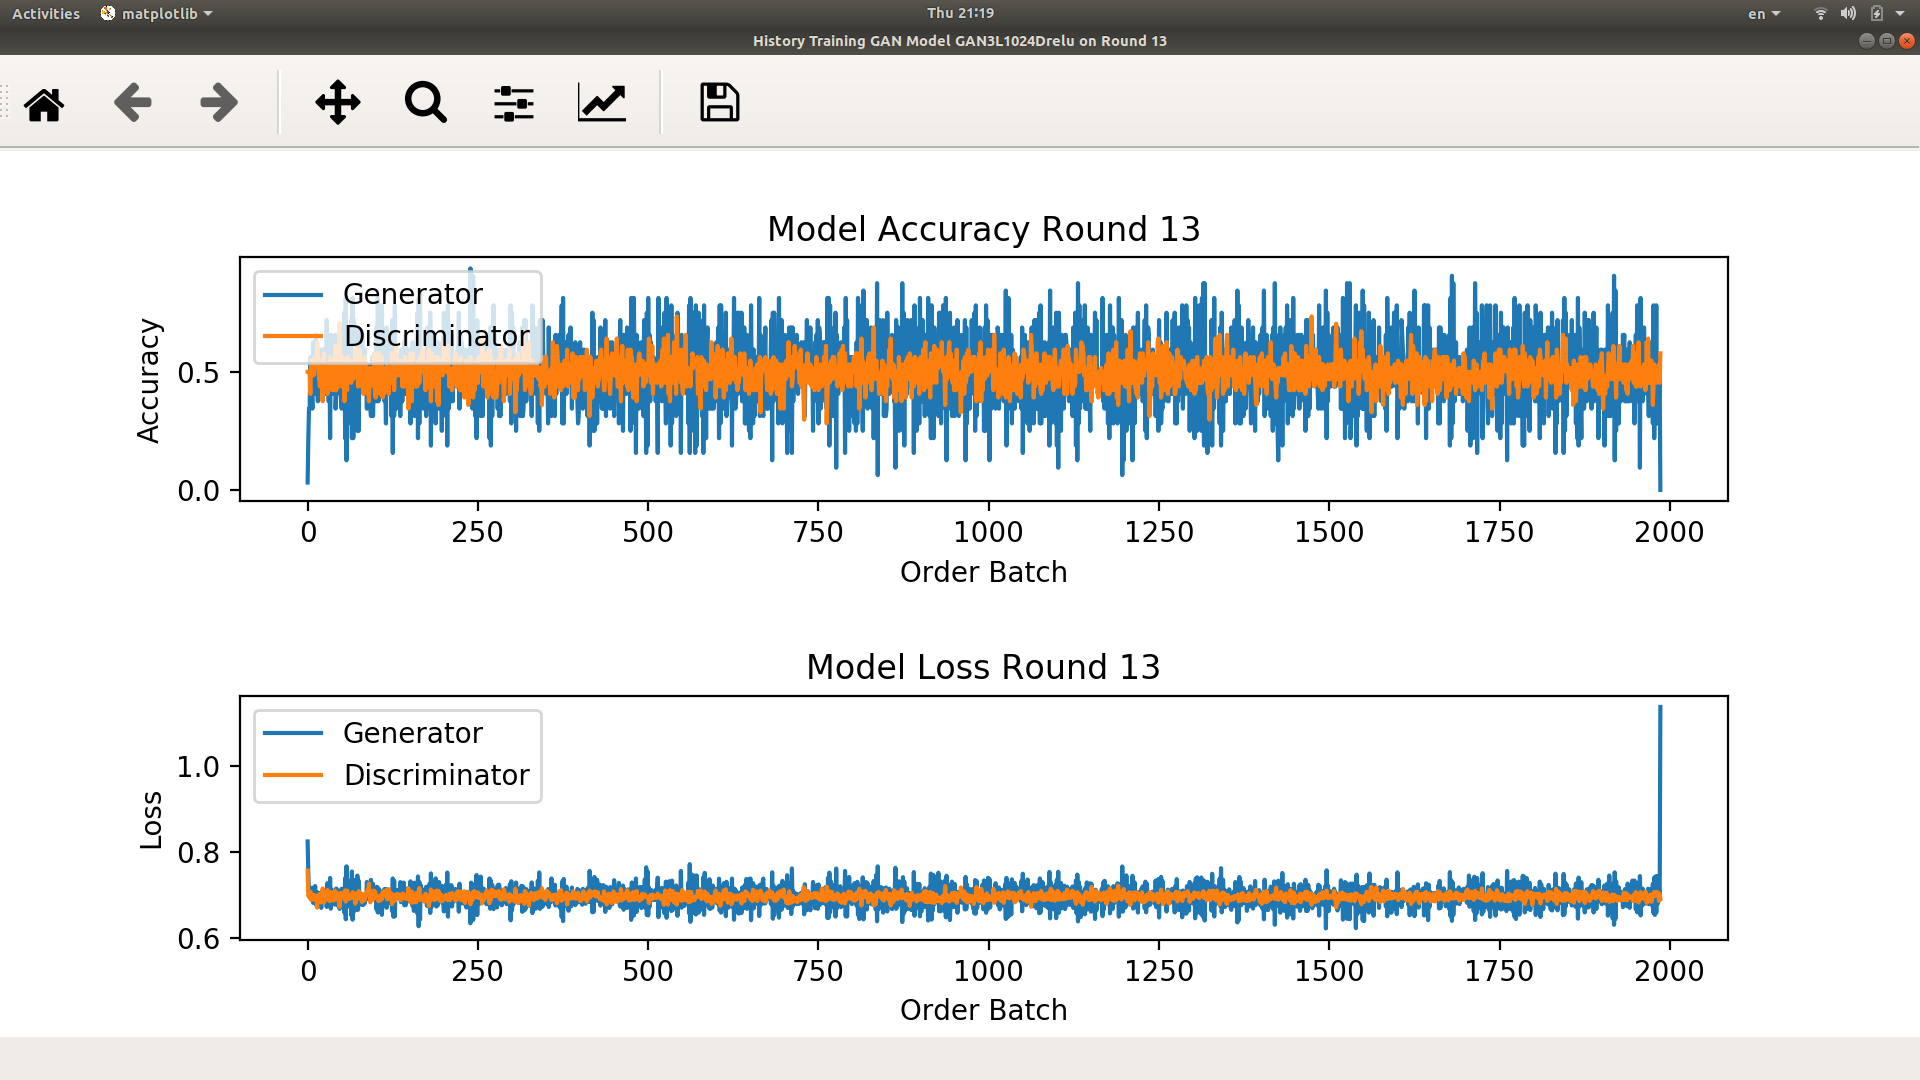 Activities matplotlib Thu 21:19 en
History Training GAN Model GAN3L1024Drelu on Round 13
Model Accuracy Round 13
Generator
Discriminator
Accuracy
0.5
0.0
0 250 500 750 1000 1250 1500 1750 2000
Order Batch
Model Loss Round 13
Generator
Discriminator
Loss
1.0
0.8
0.6
0 250 500 750 1000 1250 1500 1750 2000
Order Batch